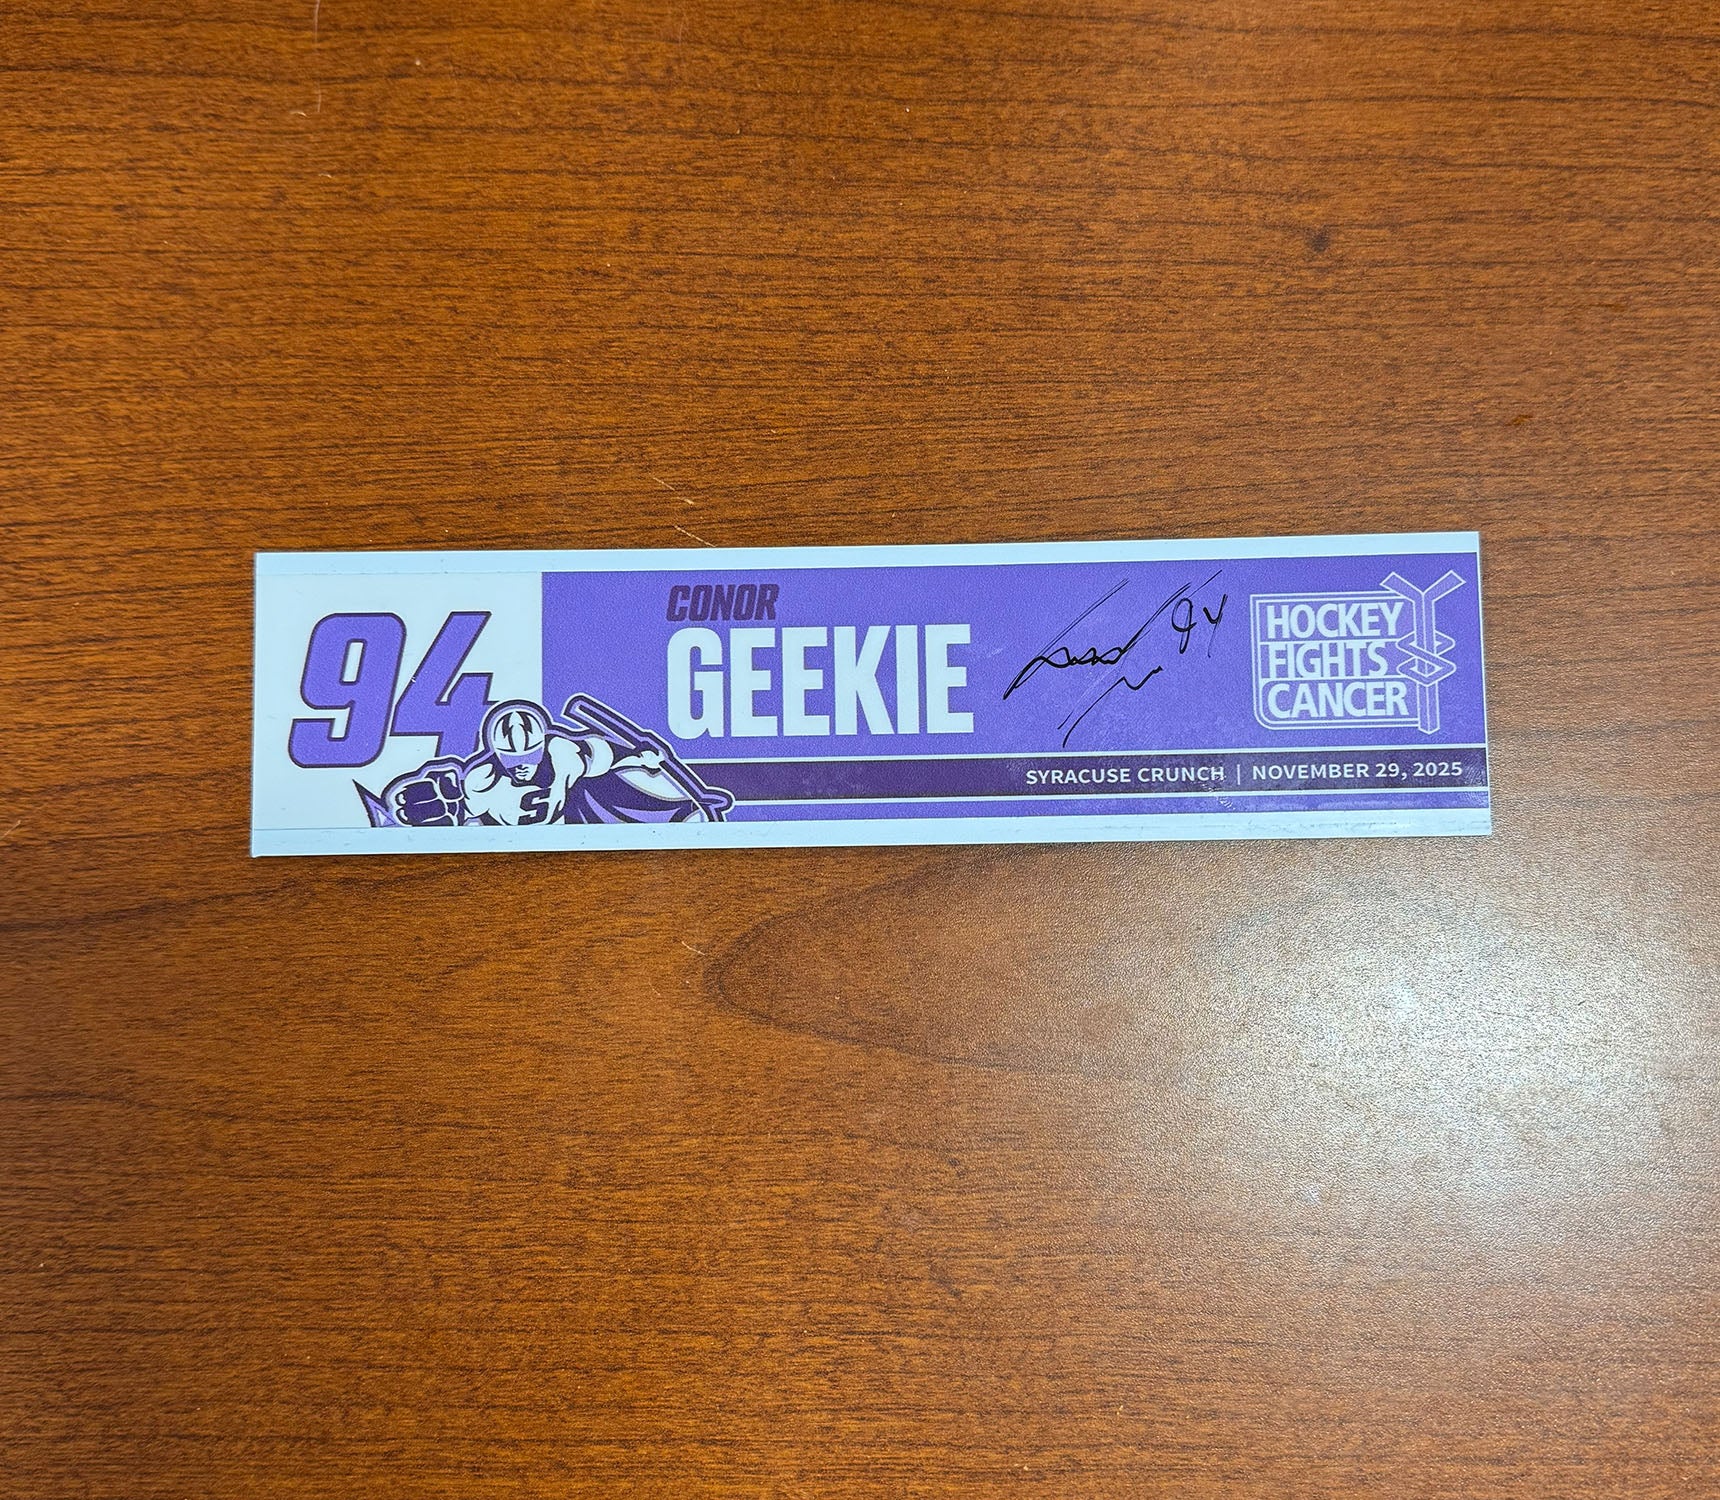 94
CONOR
GEEKIE
94
HOCKEY
FIGHTS
CANCER
S
SYRACUSE CRUNCH | NOVEMBER 29, 2025